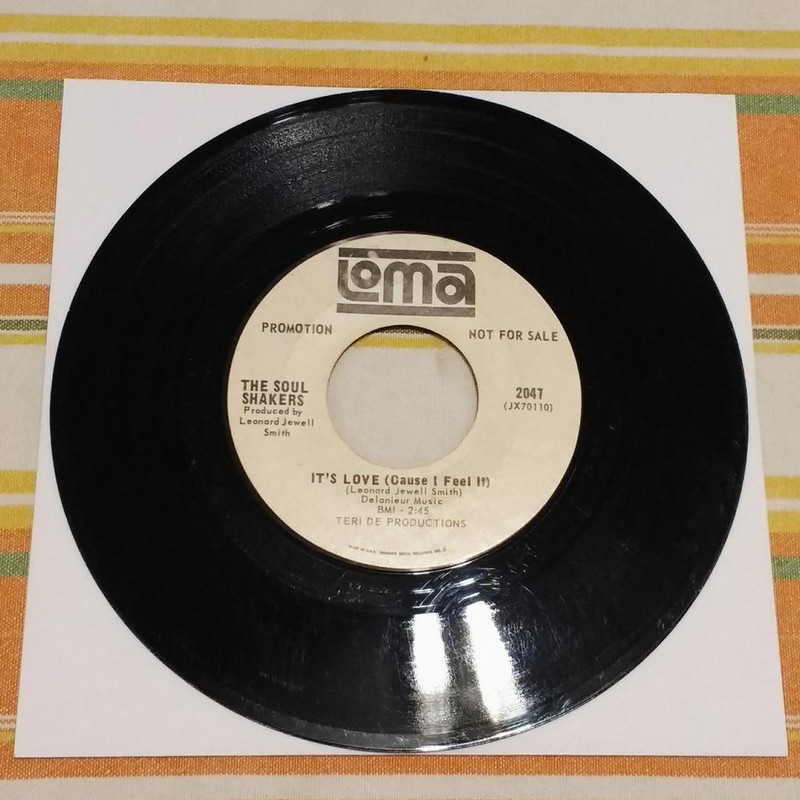 Loma
PROMOTION
NOT FOR SALE
THE SOUL
SHAKERS
Produced by
Leonard Jewell
Smith
2047
(JX70110)
IT'S LOVE (Cause I Feel It)
(Leonard Jewell Smith)
Delanieur Music
BMI - 2:45
TERI DE PRODUCTIONS